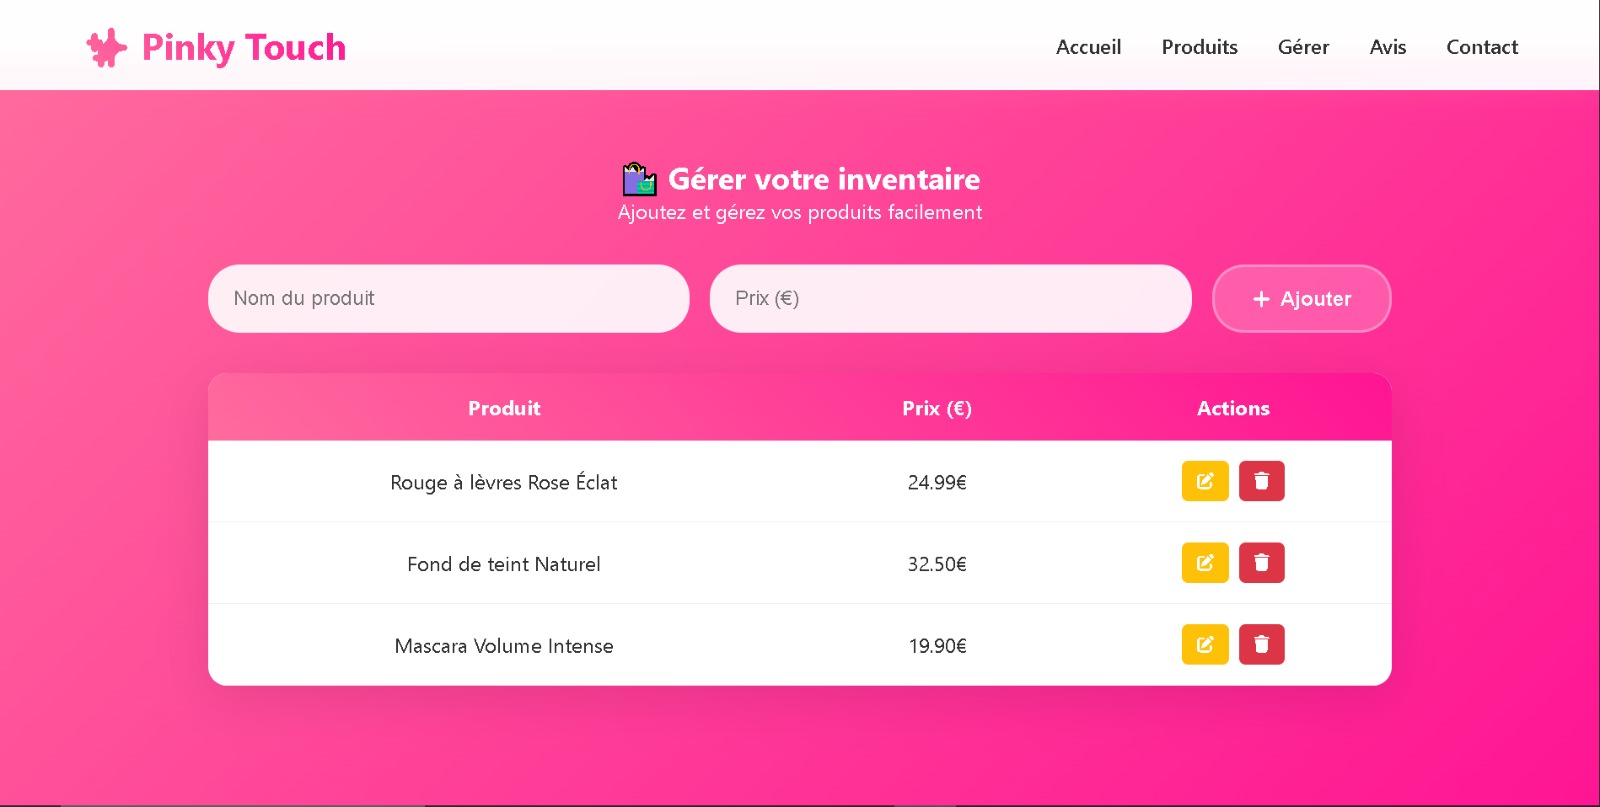 Pinky Touch
Accueil Produits Gérer Avis Contact
Gérer votre inventaire
Ajoutez et gérez vos produits facilement
Nom du produit Prix (€) + Ajouter
Produit Prix (€) Actions
Rouge à lèvres Rose Éclat 24.99€
Fond de teint Naturel 32.50€
Mascara Volume Intense 19.90€